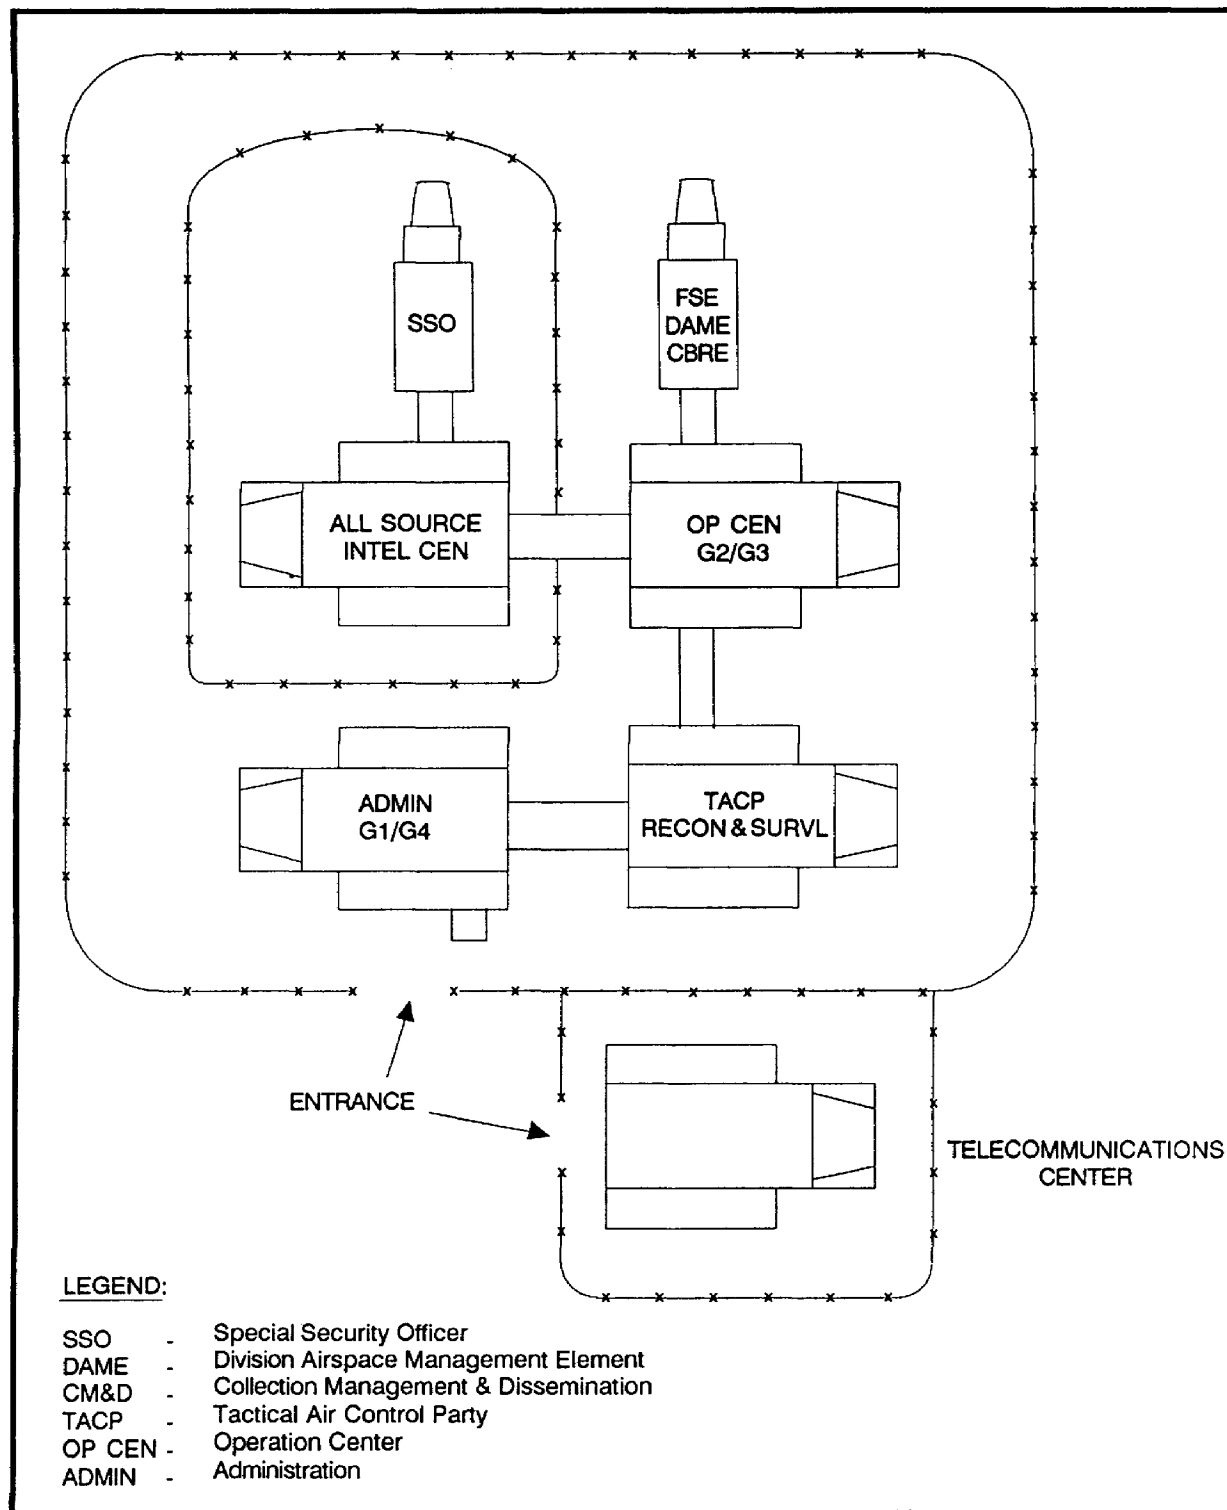 SSO
FSE
DAME
CBRE
ALL SOURCE
INTEL CEN
OP CEN
G2/G3
ADMIN
G1/G4
TACP
RECON & SURVL
ENTRANCE
TELECOMMUNICATIONS
CENTER
LEGEND:
SSO - Special Security Officer
DAME - Division Airspace Management Element
CM&D - Collection Management & Dissemination
TACP - Tactical Air Control Party
OP CEN - Operation Center
ADMIN - Administration